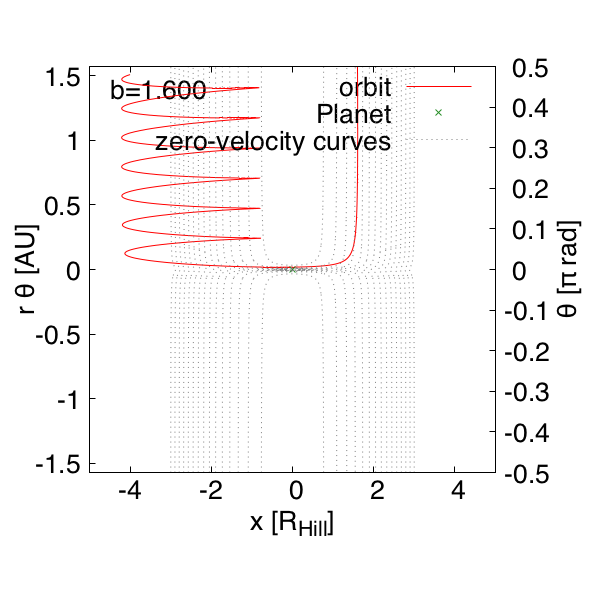 b=1.600
orbit
Planet
zero-velocity curves
1.5
1
0.5
0
-0.5
-1
-1.5
r θ [AU]
0.5
0.4
0.3
0.2
0.1
0
-0.1
-0.2
-0.3
-0.4
-0.5
θ [π rad]
-4 -2 0 2 4
x [R_Hill]